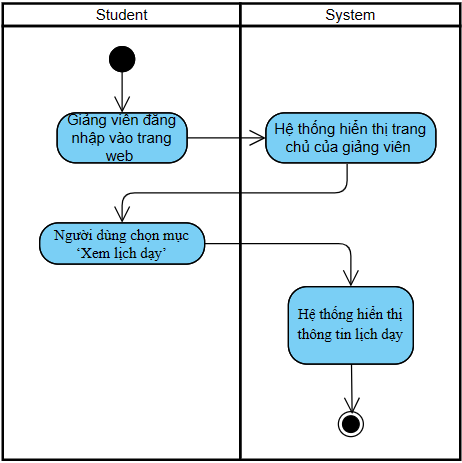 Student
System
Giảng viên đăng
nhập vào trang
web
Hệ thống hiển thị trang
chủ của giảng viên
Người dùng chọn mục
‘Xem lịch dạy’
Hệ thống hiển thị
thông tin lịch dạy